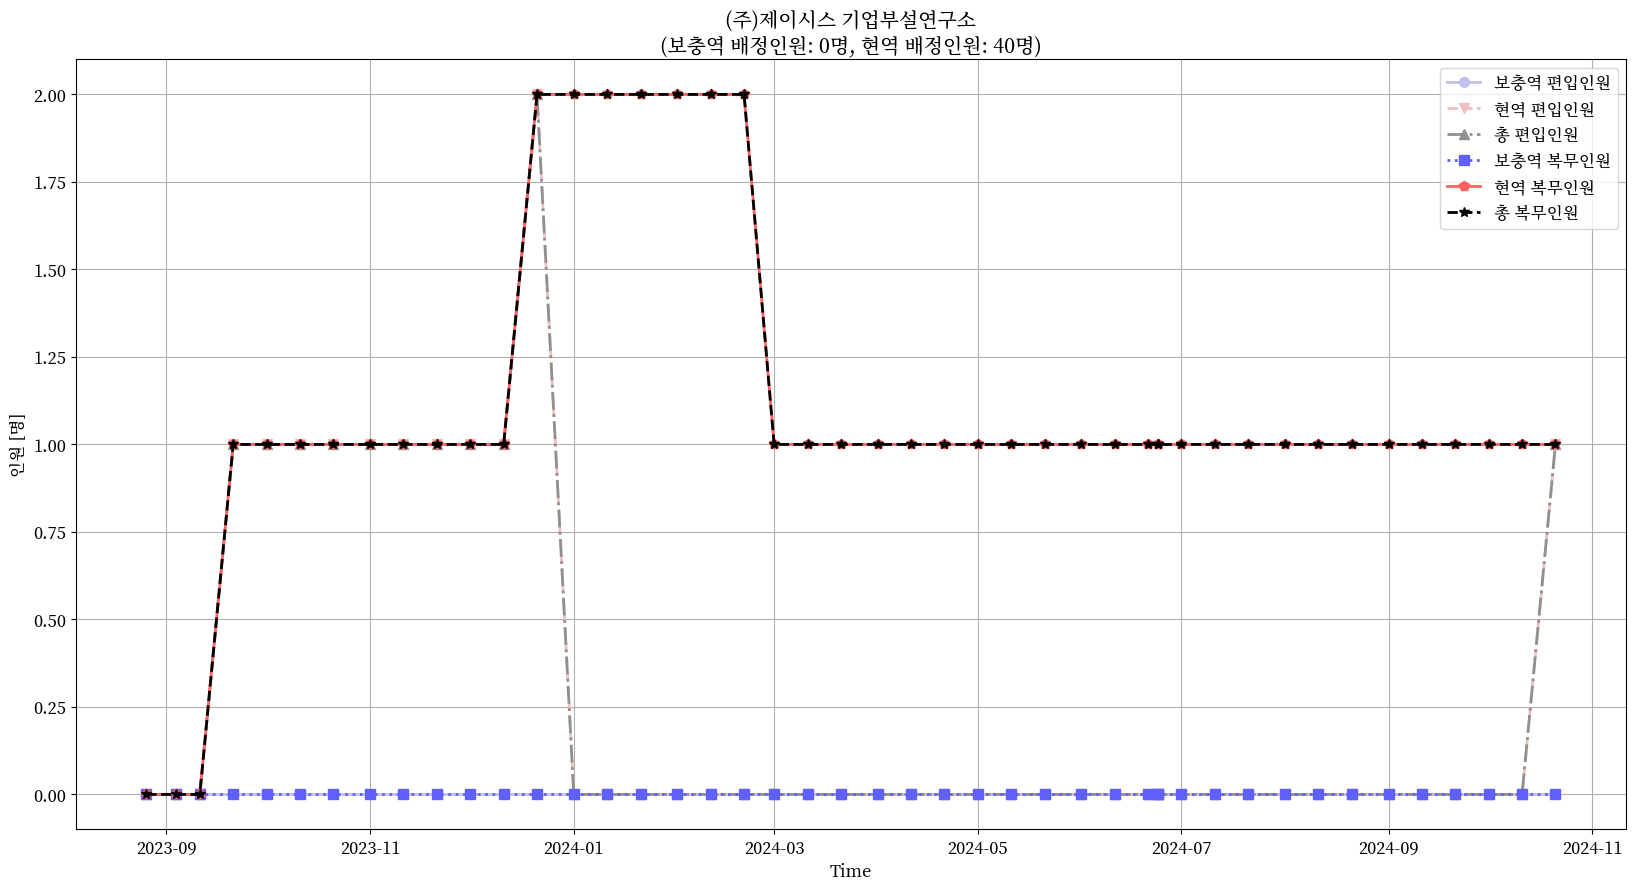 (주)제이시스 기업부설연구소
(보충역 배정인원: 0명, 현역 배정인원: 40명)
보충역 편입인원
현역 편입인원
총 편입인원
보충역 복무인원
현역 복무인원
총 복무인원
인원 [명]
2.00
1.75
1.50
1.25
1.00
0.75
0.50
0.25
0.00
2023-09
2023-11
2024-01
2024-03
2024-05
2024-07
2024-09
2024-11
Time